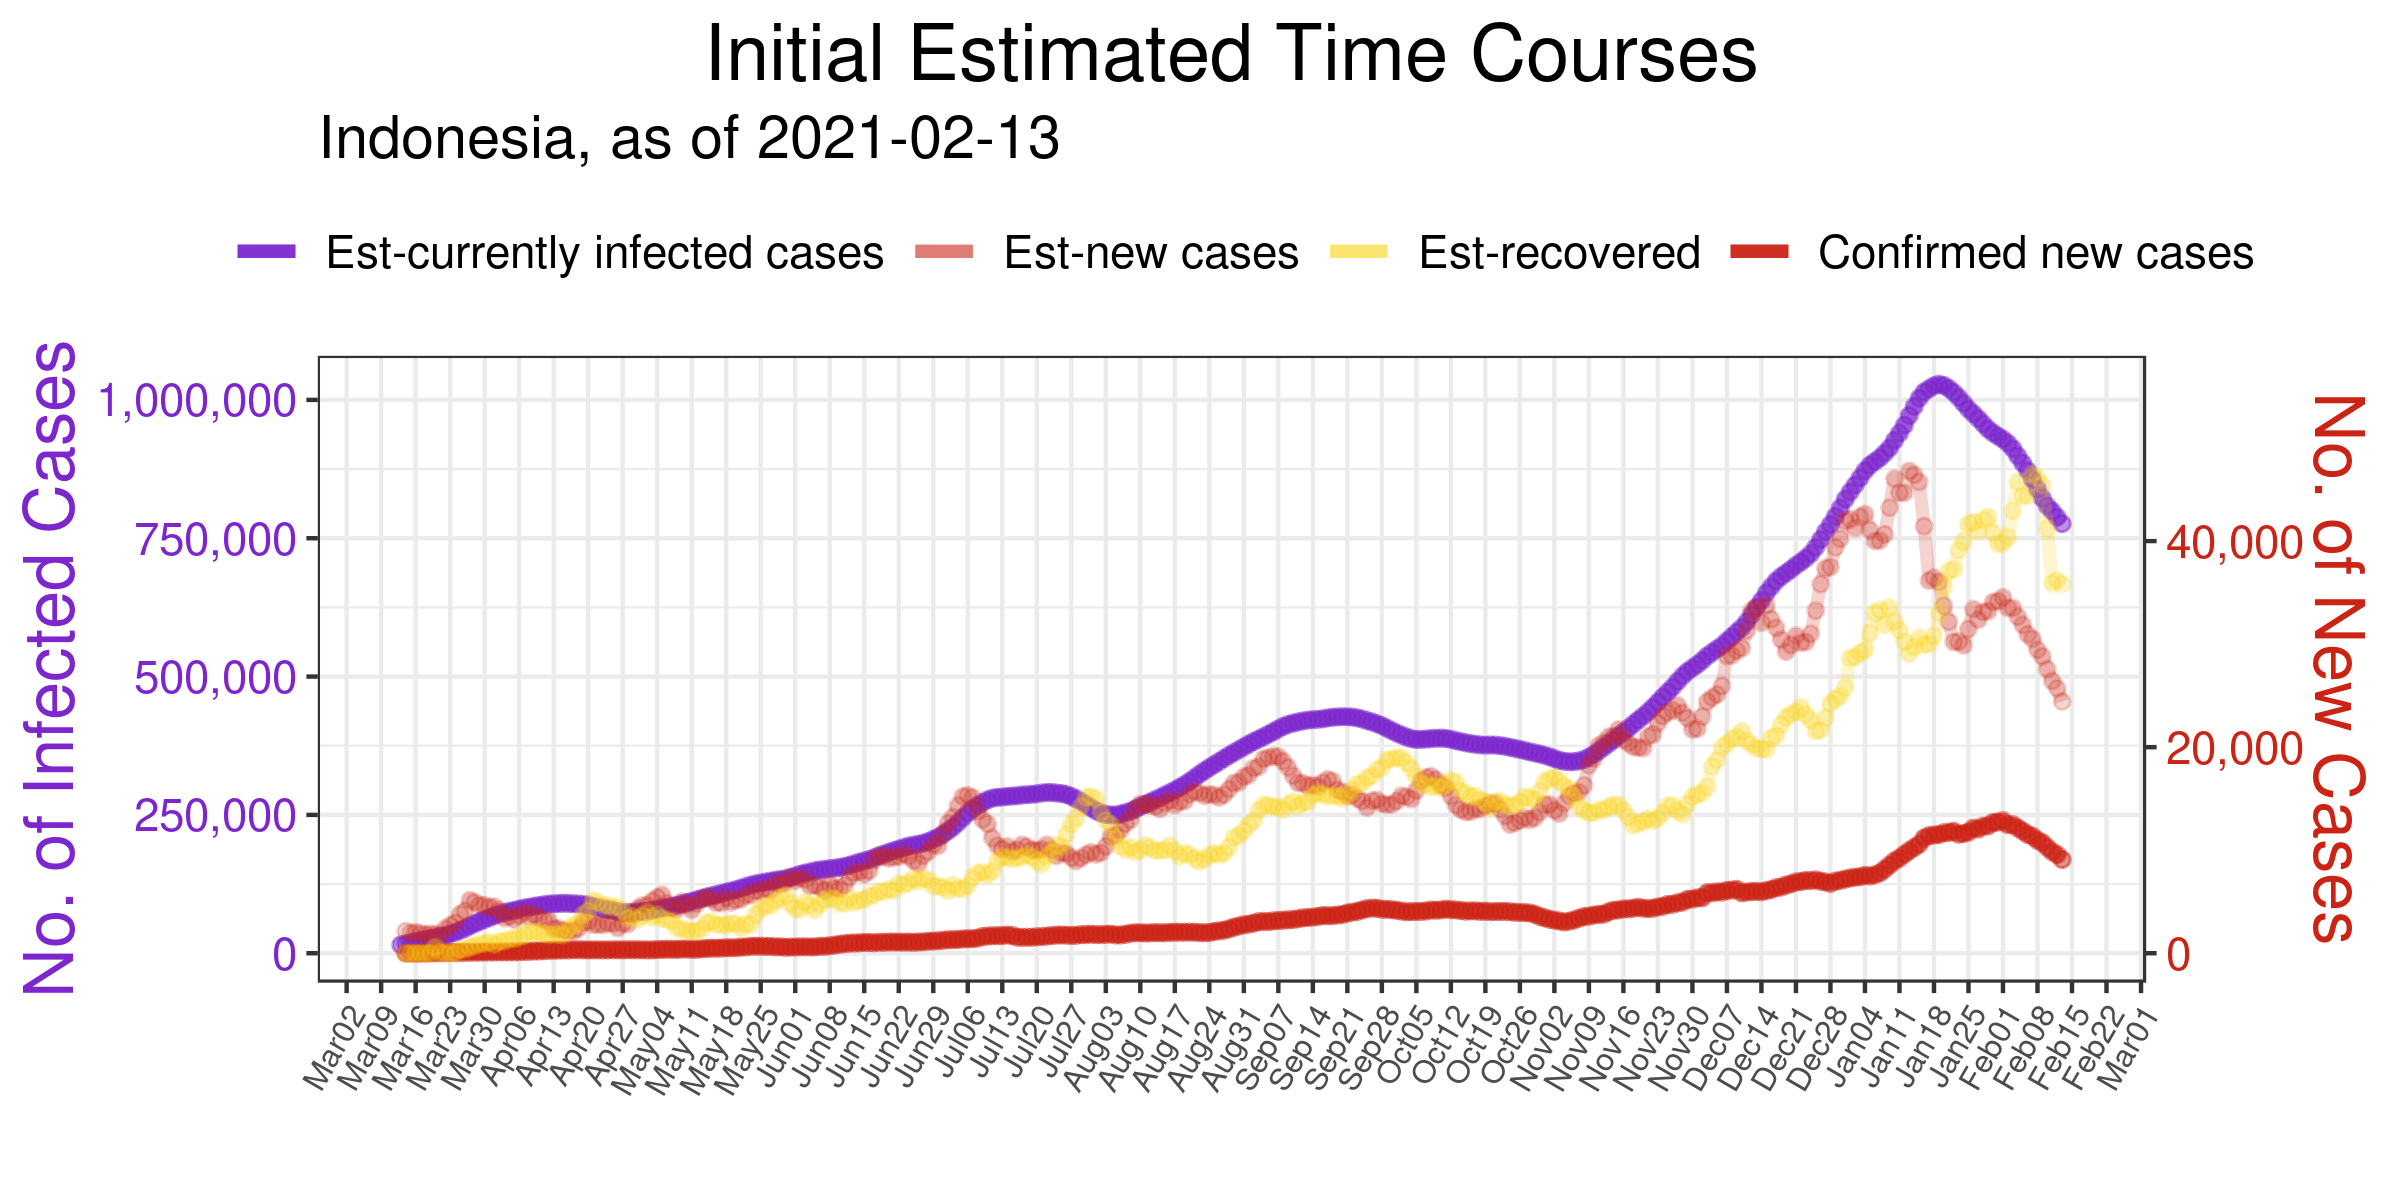 Initial Estimated Time Courses
Indonesia, as of 2021-02-13
Est-currently infected cases Est-new cases Est-recovered Confirmed new cases
No. of Infected Cases
1,000,000
750,000
500,000
250,000
0
No. of New Cases
40,000
20,000
0
Mar02 Mar09 Mar16 Mar23 Mar30 Apr06 Apr13 Apr20 Apr27 May04 May11 May18 May25 Jun01 Jun08 Jun15 Jun22 Jun29 Jul06 Jul13 Jul20 Jul27 Aug03 Aug10 Aug17 Aug24 Aug31 Sep07 Sep14 Sep21 Sep28 Oct05 Oct12 Oct19 Oct26 Nov02 Nov09 Nov16 Nov23 Nov30 Dec07 Dec14 Dec21 Dec28 Jan04 Jan11 Jan18 Jan25 Feb01 Feb08 Feb15 Feb22 Mar01